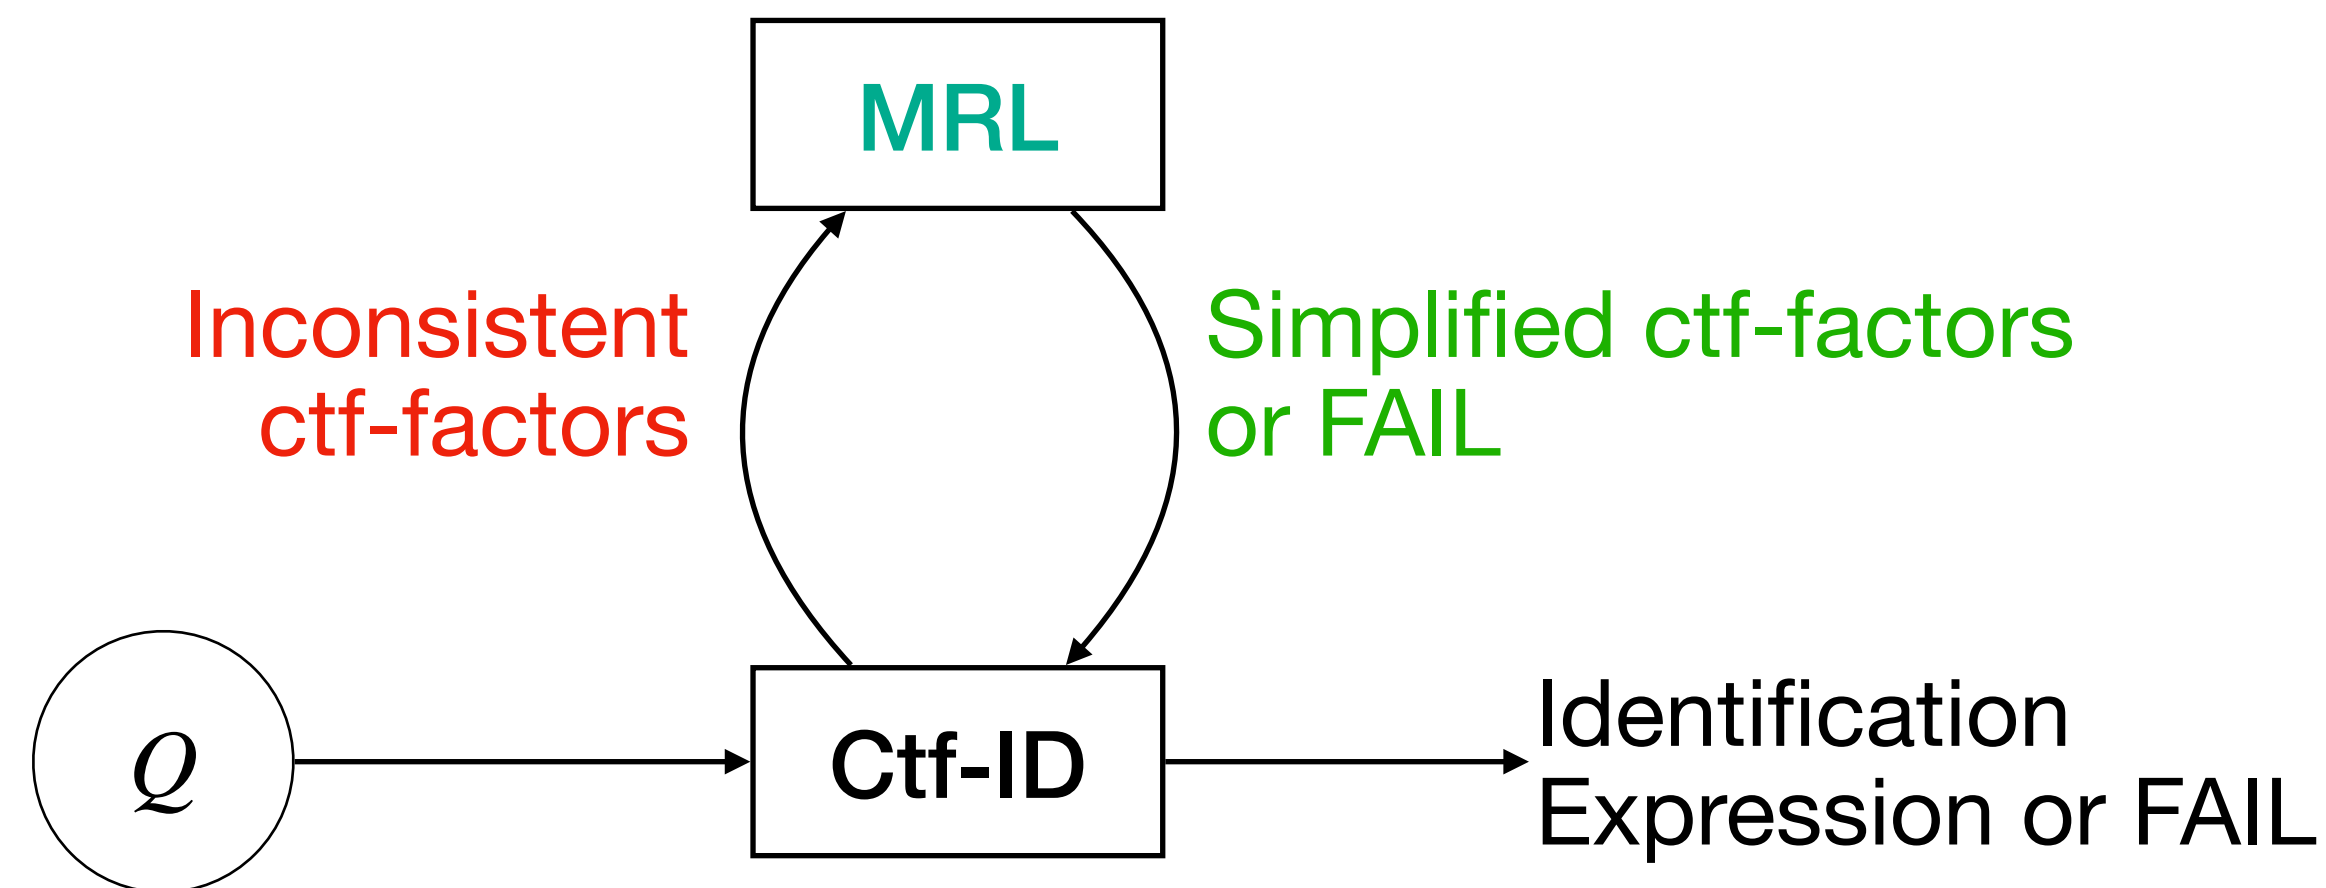 MRL
Inconsistent
ctf-factors
Simplified ctf-factors
or FAIL
Q
Ctf-ID
Identification
Expression or FAIL